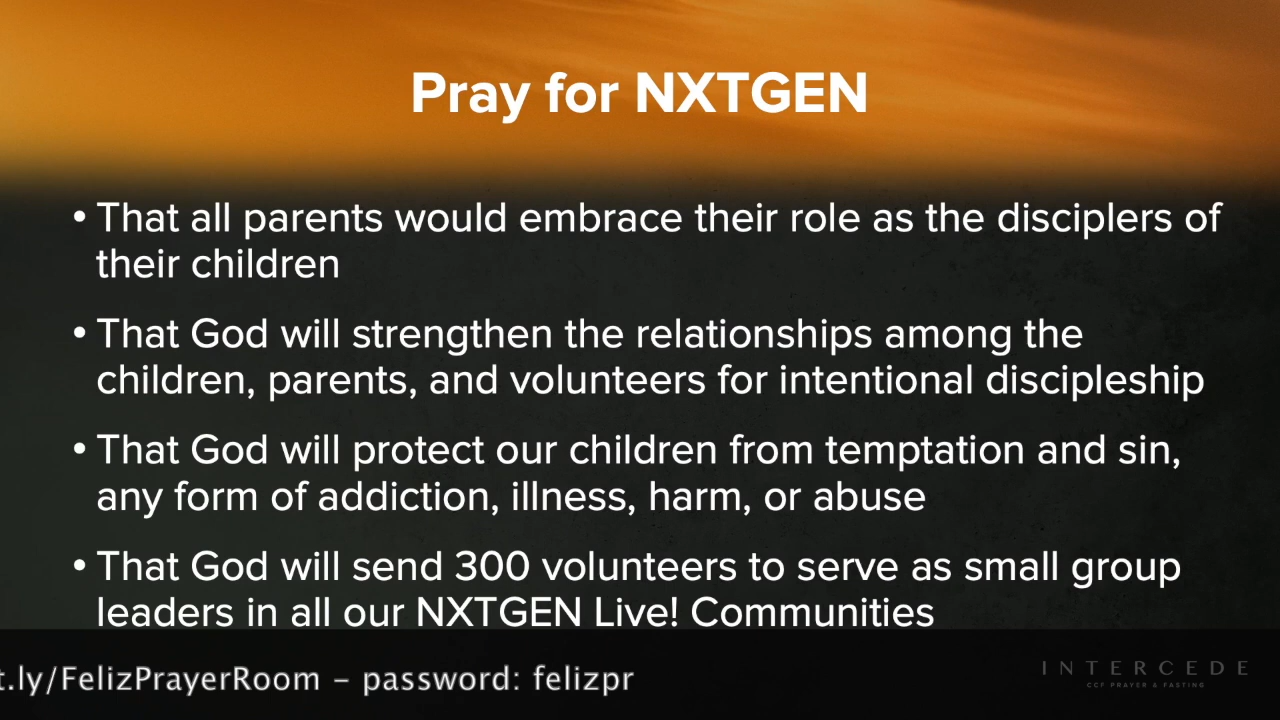 Pray for NXTGEN
• That all parents would embrace their role as the disciplers of
their children
• That God will strengthen the relationships among the
children, parents, and volunteers for intentional discipleship
• That God will protect our children from temptation and sin,
any form of addiction, illness, harm, or abuse
• That God will send 300 volunteers to serve as small group
leaders in all our NXTGEN Live! Communities
t.ly/FelizPrayerRoom - password: felizpr
INTERCEDE
CCF PRAYER & FASTING